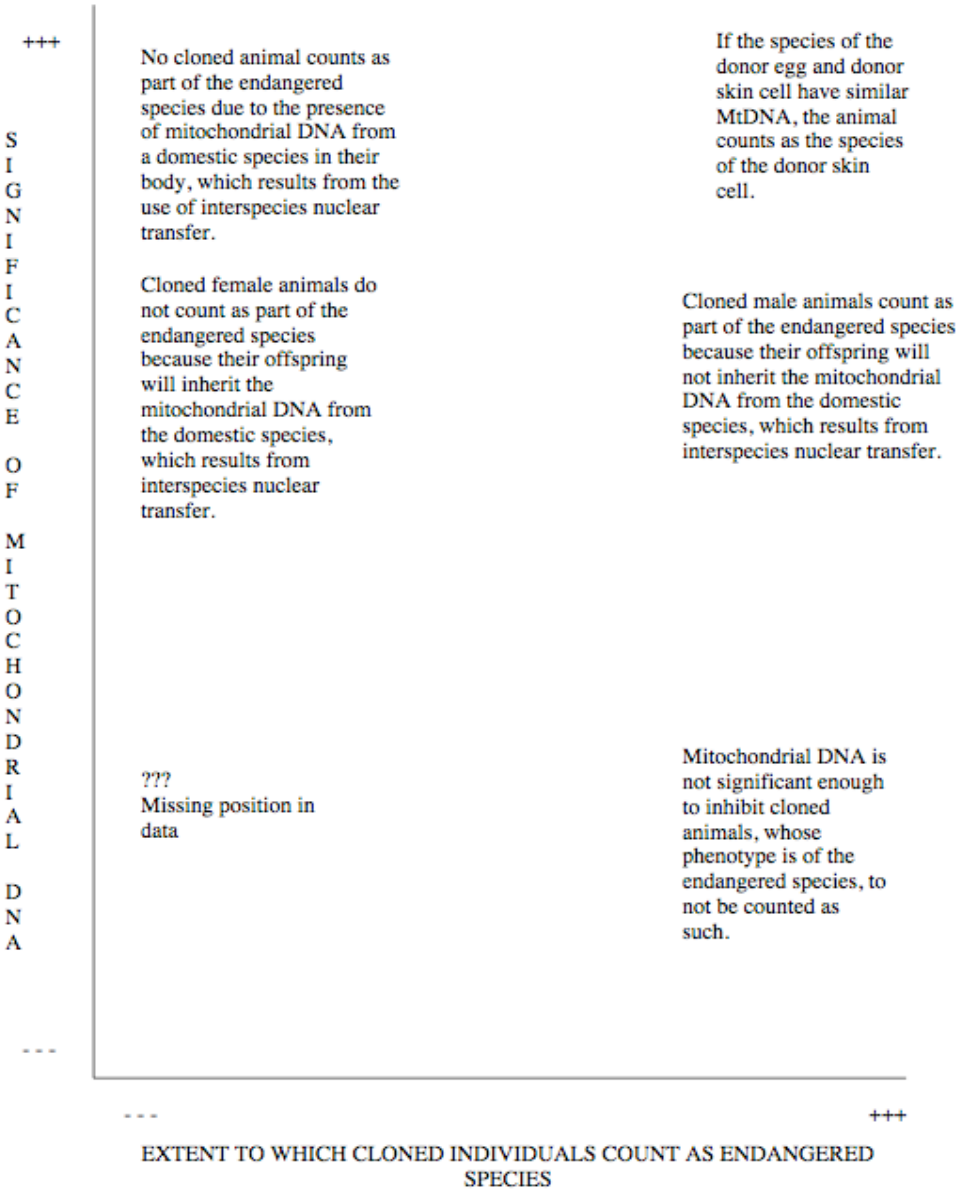 +++
SIGNIFICANCE OF MITOCHONDRIAL DNA
- - -
No cloned animal counts as
part of the endangered
species due to the presence
of mitochondrial DNA from
a domestic species in their
body, which results from the
use of interspecies nuclear
transfer.
If the species of the
donor egg and donor
skin cell have similar
MtDNA, the animal
counts as the species
of the donor skin
cell.
Cloned female animals do
not count as part of the
endangered species
because their offspring
will inherit the
mitochondrial DNA from
the domestic species,
which results from
interspecies nuclear
transfer.
Cloned male animals count as
part of the endangered species
because their offspring will
not inherit the mitochondrial
DNA from the domestic
species, which results from
interspecies nuclear transfer.
???
Missing position in
data
Mitochondrial DNA is
not significant enough
to inhibit cloned
animals, whose
phenotype is of the
endangered species, to
not be counted as
such.
- - -
+++
EXTENT TO WHICH CLONED INDIVIDUALS COUNT AS ENDANGERED
SPECIES